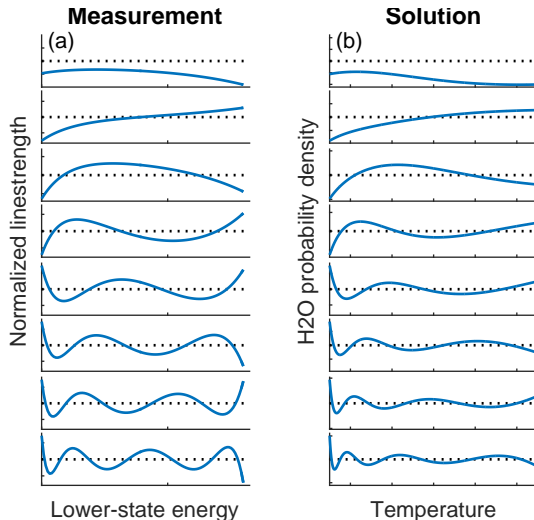 Measurement
Solution
(a)
(b)
Normalized linestrength
H2O probability density
Lower-state energy
Temperature